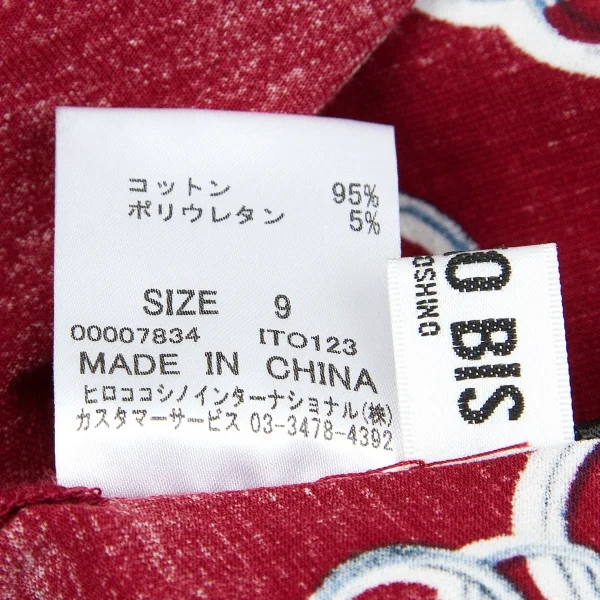 コットン 95%
ポリウレタン 5%
SIZE 9
00007834 ITO123
MADE IN CHINA
ヒロココシノインターナショナル(株)
カスタマーサービス 03-3478-4392
O BIS
OSHINO